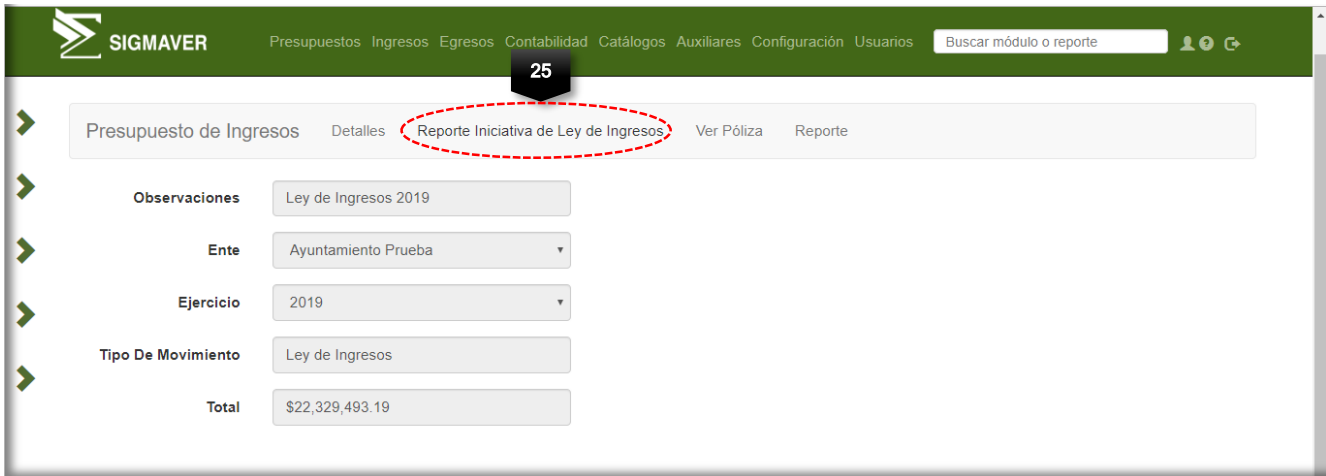 SIGMAVER
Presupuestos Ingresos Egresos Contabilidad Catálogos Auxiliares Configuración Usuarios Buscar módulo o reporte
25
Presupuesto de Ingresos Detalles Reporte Iniciativa de Ley de Ingresos Ver Póliza Reporte
Observaciones Ley de Ingresos 2019
Ente Ayuntamiento Prueba
Ejercicio 2019
Tipo De Movimiento Ley de Ingresos
Total $22,329,493.19